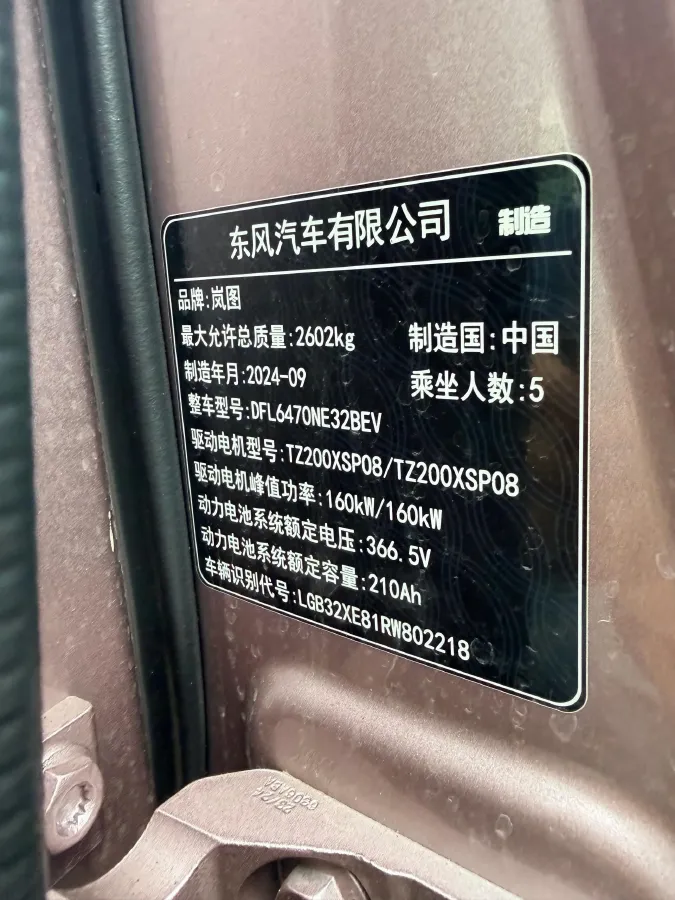 东风汽车有限公司 制造
品牌:岚图
最大允许总质量:2602kg 制造国:中国
制造年月:2024-09 乘坐人数:5
整车型号:DFL6470NE32BEV
驱动电机型号:TZ200XSP08/TZ200XSP08
驱动电机峰值功率:160kW/160kW
动力电池系统额定电压:366.5V
动力电池系统额定容量:210Ah
车辆识别代号:LGB32XE81RW802218